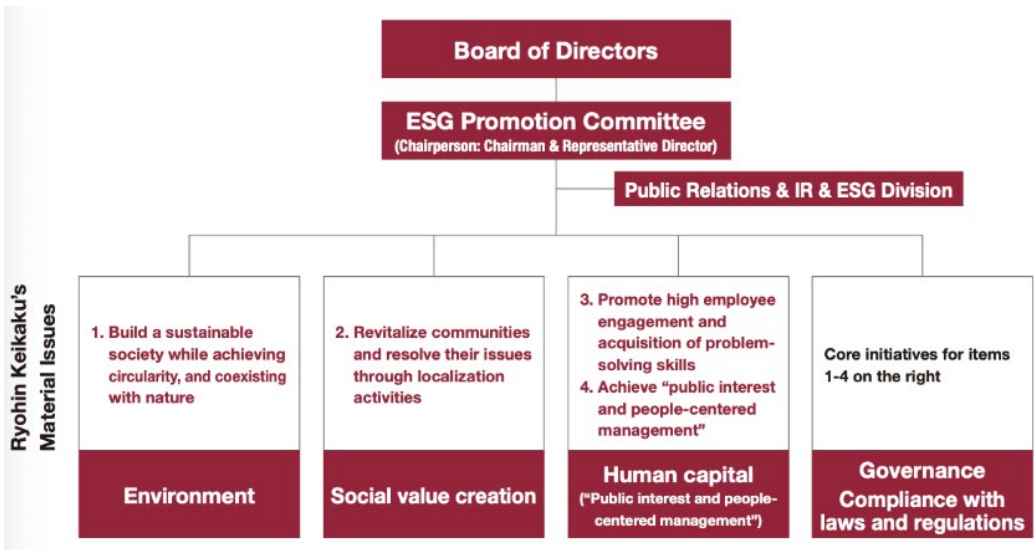 Board of Directors
ESG Promotion Committee
(Chairperson: Chairman & Representative Director)
Public Relations & IR & ESG Division
Ryohin Keikaku's
Material Issues
1. Build a sustainable
society while achieving
circularity, and coexisting
with nature
Environment
2. Revitalize communities
and resolve their issues
through localization
activities
Social value creation
3. Promote high employee
engagement and
acquisition of problem-
solving skills
4. Achieve "public interest
and people-centered
management"
Human capital
("Public interest and people-
centered management")
Core initiatives for items
1-4 on the right
Governance
Compliance with
laws and regulations